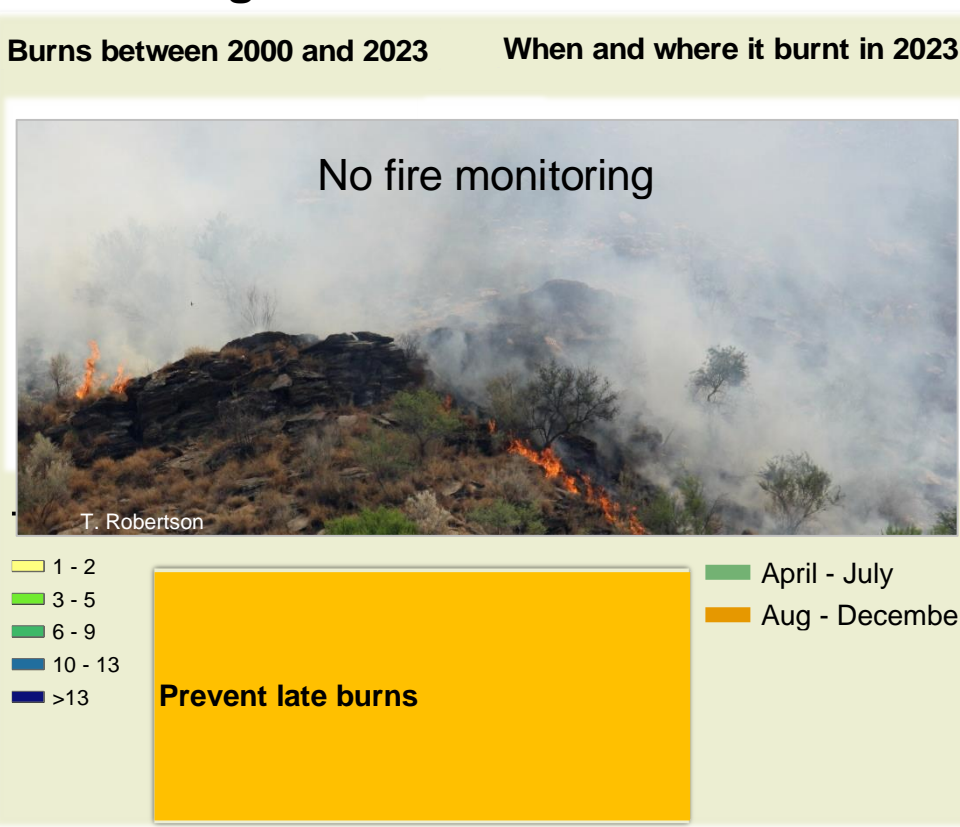 Burns between 2000 and 2023
When and where it burnt in 2023
No fire monitoring
T. Robertson
1 - 2
3 - 5
6 - 9
10 - 13
>13
Prevent late burns
April - July
Aug - Decembe